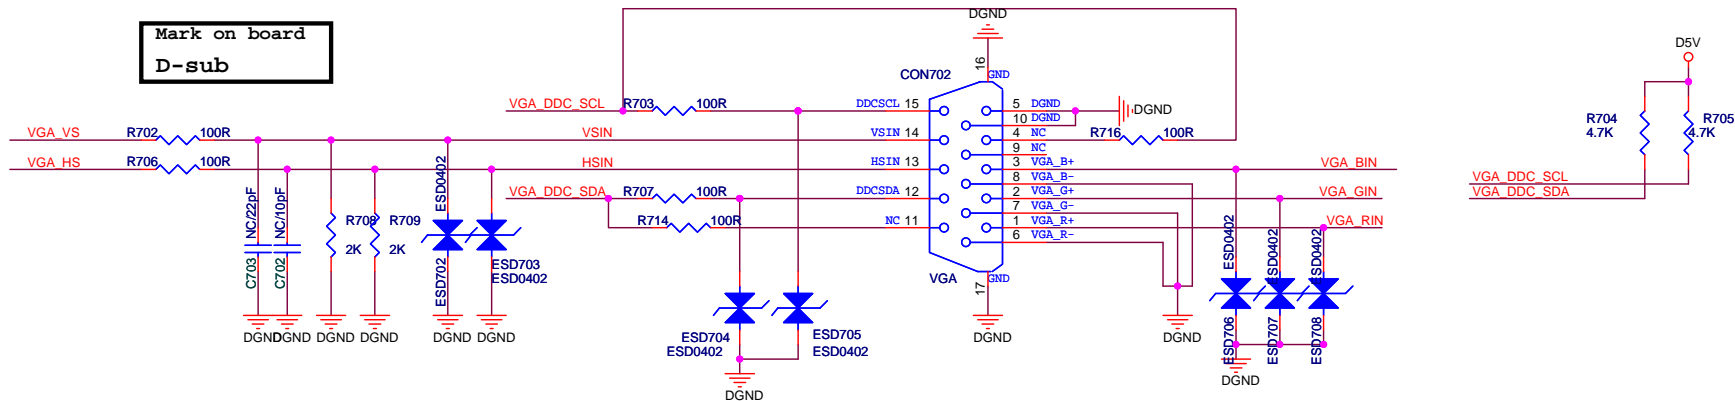 Mark on board
D-sub
DGND
16
GND
CON702
VGA_DDC_SCL
R703
100R
DDCSCL
15
5
DGND
DGND
10
DGND
VGA_VS
R702
100R
VSIN
VSIN
14
4
NC
R716
100R
9
NC
VGA_HS
R706
100R
HSIN
HSIN
13
3
VGA_B+
VGA_BIN
8
VGA_B-
VGA_DDC_SDA
R707
100R
DDCSDA
12
2
VGA_G+
VGA_GIN
7
VGA_G-
R714
100R
NC
11
1
VGA_R+
VGA_RIN
6
VGA_R-
VGA
17
GND
DGND
NC/22pF
C703
NC/10pF
C702
R708
2K
R709
2K
ESD0402
ESD702
ESD703
ESD0402
DGND
DGND
DGND
DGND
DGND
DGND
ESD704
ESD0402
ESD705
ESD0402
DGND
DGND
ESD0402
ESD706
ESD0402
ESD707
ESD0402
ESD708
DGND
D5V
R704
4.7K
R705
4.7K
VGA_DDC_SCL
VGA_DDC_SDA